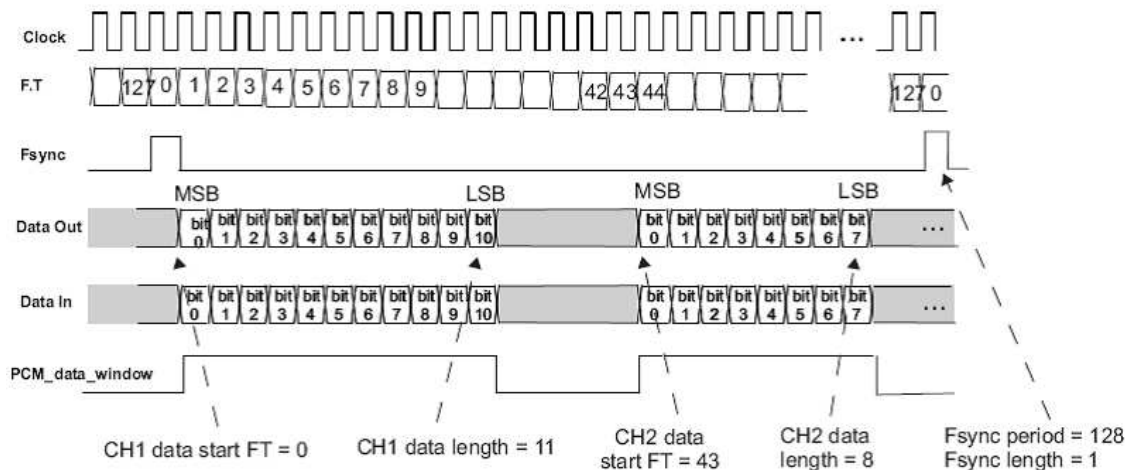 Clock ...
F.T 127 0 1 2 3 4 5 6 7 8 9 42 43 44 127 0
Fsync
MSB LSB MSB LSB
Data Out bit 0 bit 1 bit 2 bit 3 bit 4 bit 5 bit 6 bit 7 bit 8 bit 9 bit 10 bit 0 bit 1 bit 2 bit 3 bit 4 bit 5 bit 6 bit 7 ...
Data In bit 0 bit 1 bit 2 bit 3 bit 4 bit 5 bit 6 bit 7 bit 8 bit 9 bit 10 bit 0 bit 1 bit 2 bit 3 bit 4 bit 5 bit 6 bit 7 ...
PCM_data_window
CH1 data start FT = 0
CH1 data length = 11
CH2 data
start FT = 43
CH2 data
length = 8
Fsync period = 128
Fsync length = 1